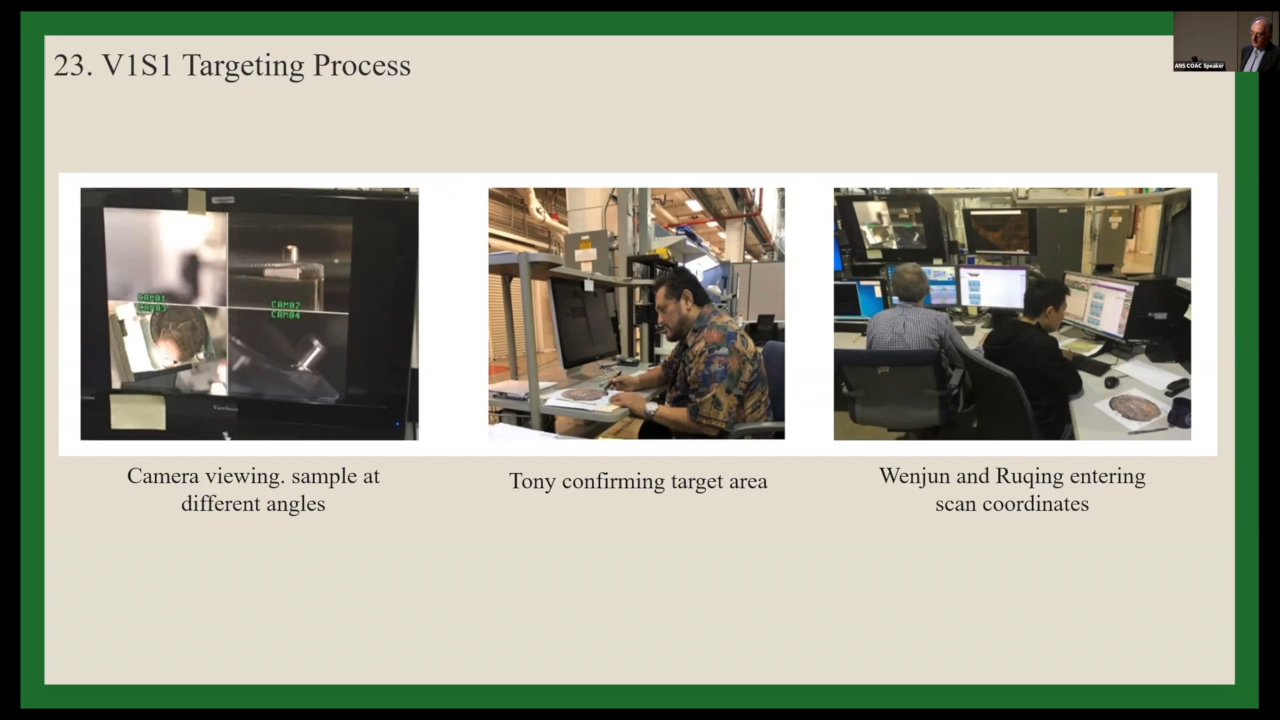 23. V1S1 Targeting Process
ANS COAC Speaker
CAM01
CAM02
CAM03
CAM04
ViewSonic
Camera viewing. sample at
different angles
Tony confirming target area
Wenjun and Ruqing entering
scan coordinates